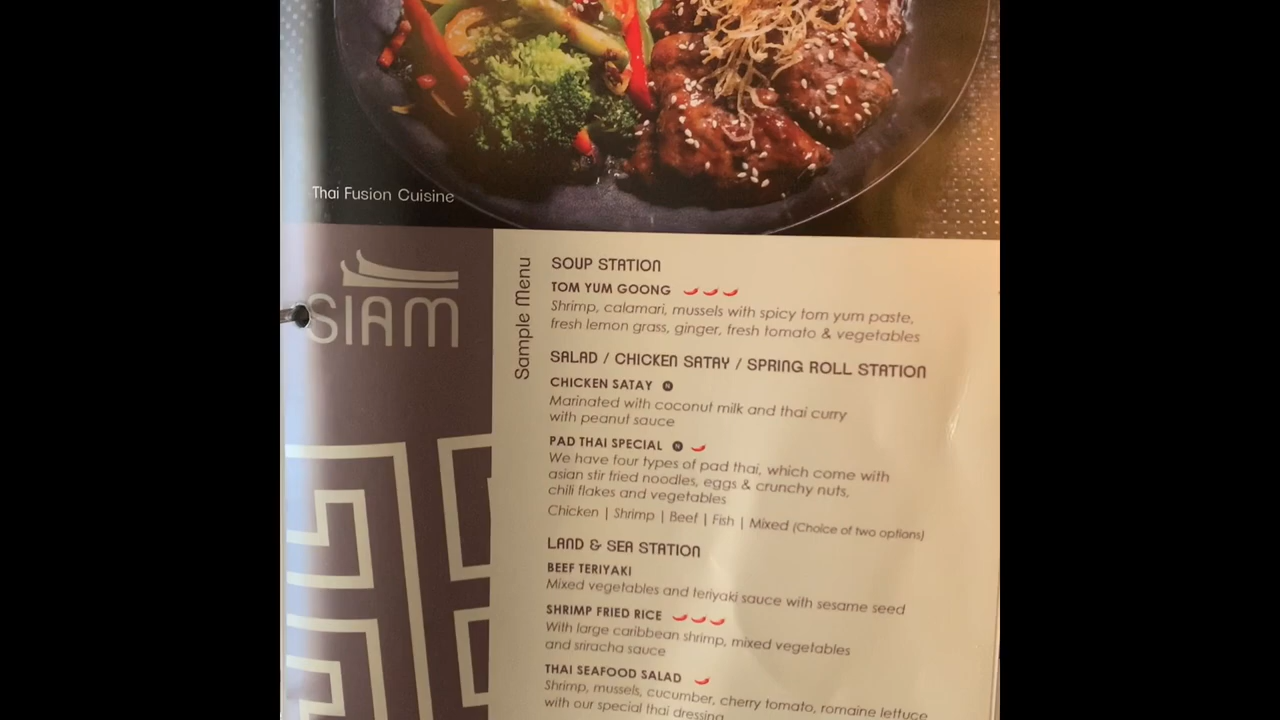 Thai Fusion Cuisine
SIAM
Sample Menu
SOUP STATION
TOM YUM GOONG
Shrimp, calamari, mussels with spicy tom yum paste,
fresh lemon grass, ginger, fresh tomato & vegetables
SALAD / CHICKEN SATAY / SPRING ROLL STATION
CHICKEN SATAY N
Marinated with coconut milk and thai curry
with peanut sauce
PAD THAI SPECIAL N
We have four types of pad thai, which come with
asian stir fried noodles, eggs & crunchy nuts,
chili flakes and vegetables
Chicken | Shrimp | Beef | Fish | Mixed (Choice of two options)
LAND & SEA STATION
BEEF TERIYAKI
Mixed vegetables and teriyaki sauce with sesame seed
SHRIMP FRIED RICE
With large caribbean shrimp, mixed vegetables
and sriracha sauce
THAI SEAFOOD SALAD
Shrimp, mussels, cucumber, cherry tomato, romaine lettuce
with our special thai dressing